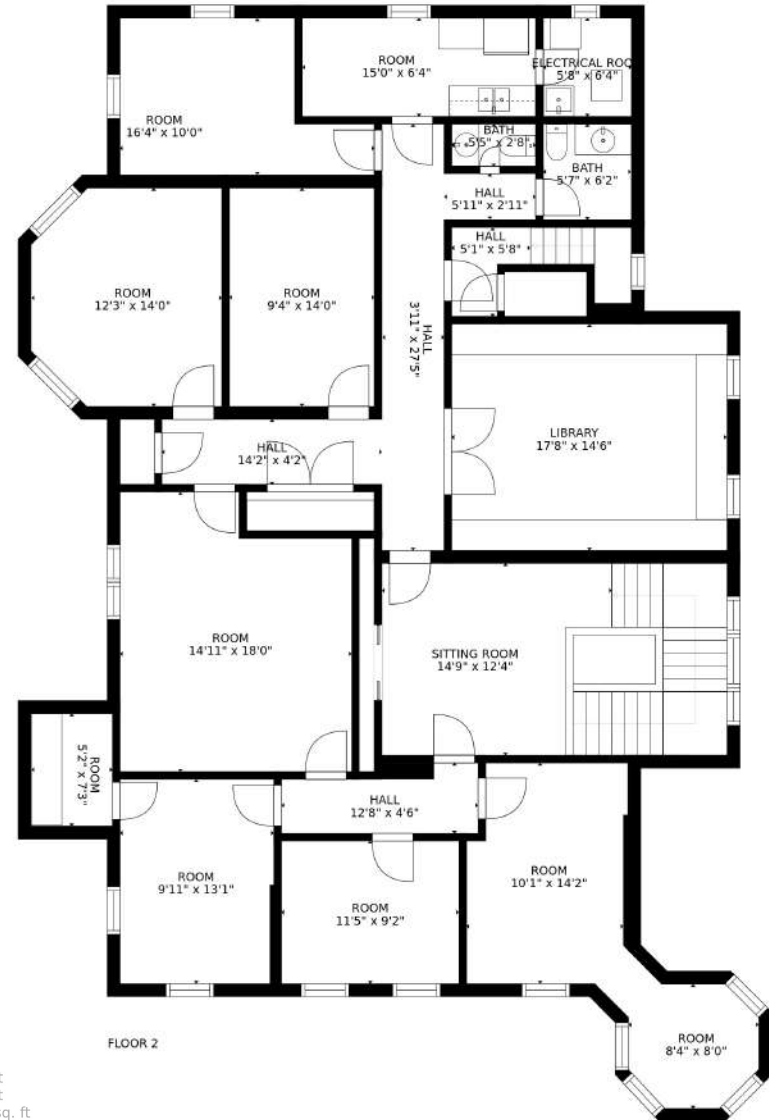 ROOM
15'0" x 6'4"
ELECTRICAL ROO
5'8" x 6'4"
ROOM
16'4" x 10'0"
BATH
5'5" x 2'8"
BATH
5'7" x 6'2"
HALL
5'11" x 2'11"
HALL
5'1" x 5'8"
ROOM
12'3" x 14'0"
ROOM
9'4" x 14'0"
HALL
3'11" x 27'5"
LIBRARY
17'8" x 14'6"
HALL
14'2" x 4'2"
ROOM
14'11" x 18'0"
SITTING ROOM
14'9" x 12'4"
ROOM
5'2" x 7'3"
HALL
12'8" x 4'6"
ROOM
9'11" x 13'1"
ROOM
11'5" x 9'2"
ROOM
10'1" x 14'2"
ROOM
8'4" x 8'0"
FLOOR 2
t
t
sq. ft